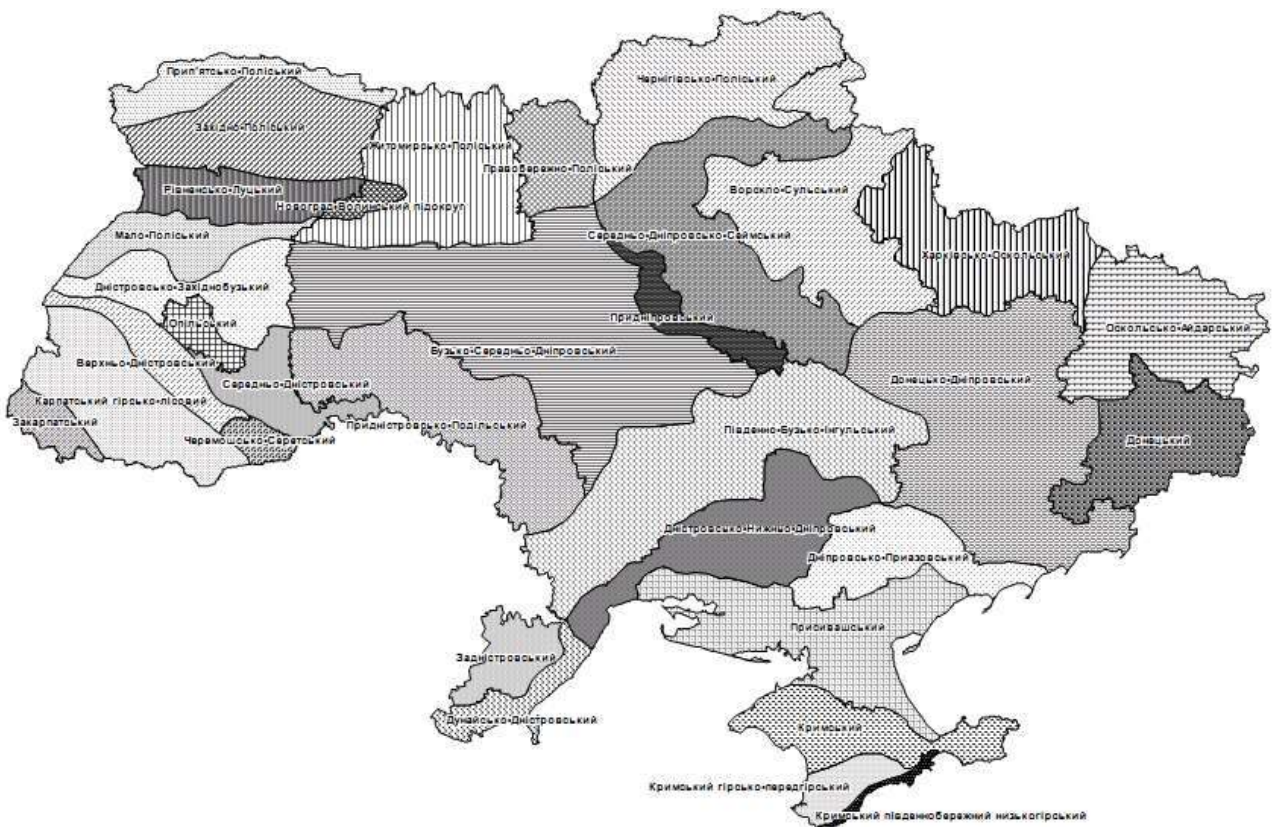 Прип'ятсько-Поліський
Чернігівсько-Поліський
Західно-Поліський
Житомирсько-Поліський
Правобережно-Поліський
Рівненсько-Луцький
Ворскло-Сульський
Новоград-Волинський підокруг
Мало-Поліський
Середньо-Дніпровсько-Сеймський
Харківсько-Оскольський
Дністровсько-Західнобузький
Придніпровський
Опільський
Оскольсько-Айдарський
Бузько-Середньо-Дніпровський
Верхньо-Дністровський
Середньо-Дністровський
Донецько-Дніпровський
Карпатський гірсько-лісовий
Закарпатський
Придністровсько-Подільський
Південно-Бузько-Інгульський
Черемошсько-Серетський
Донецький
Дністровсько-Нижньо-Дніпровський
Дніпровсько-Приазовський
Присивашський
Задністровський
Дунайсько-Дністровський
Кримський
Кримський гірсько-передгірський
Кримський південнобережний низькогірський